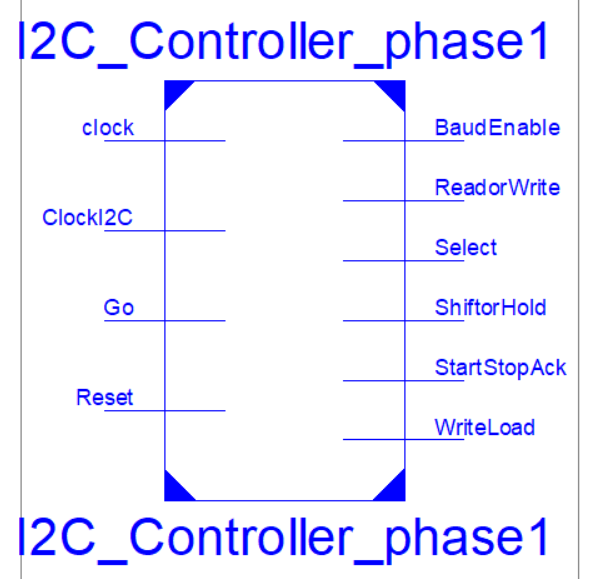 I2C_Controller_phase1
clock
BaudEnable
ReadorWrite
ClockI2C
Select
Go
ShiftorHold
StartStopAck
Reset
WriteLoad
I2C_Controller_phase1